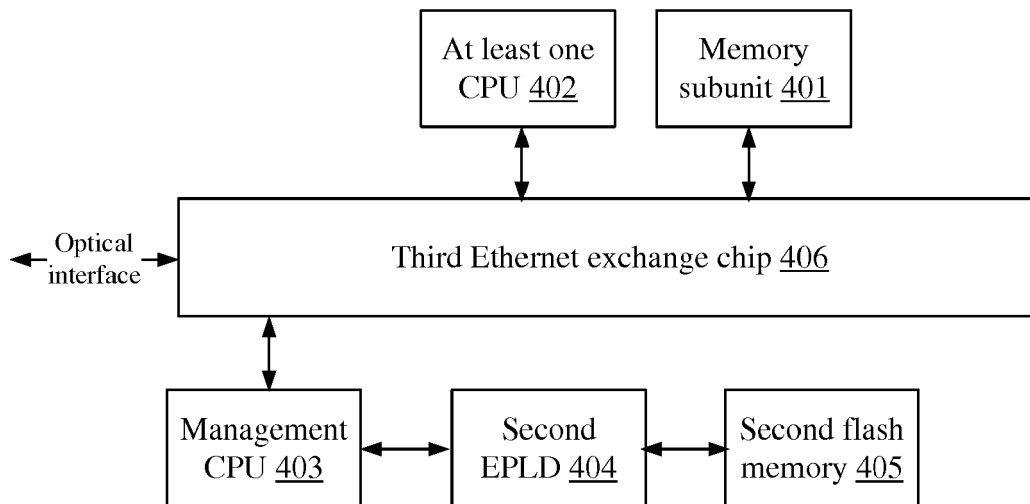 At least one
CPU 402
Memory
subunit 401
Optical
interface
Third Ethernet exchange chip 406
Management
CPU 403
Second
EPLD 404
Second flash
memory 405